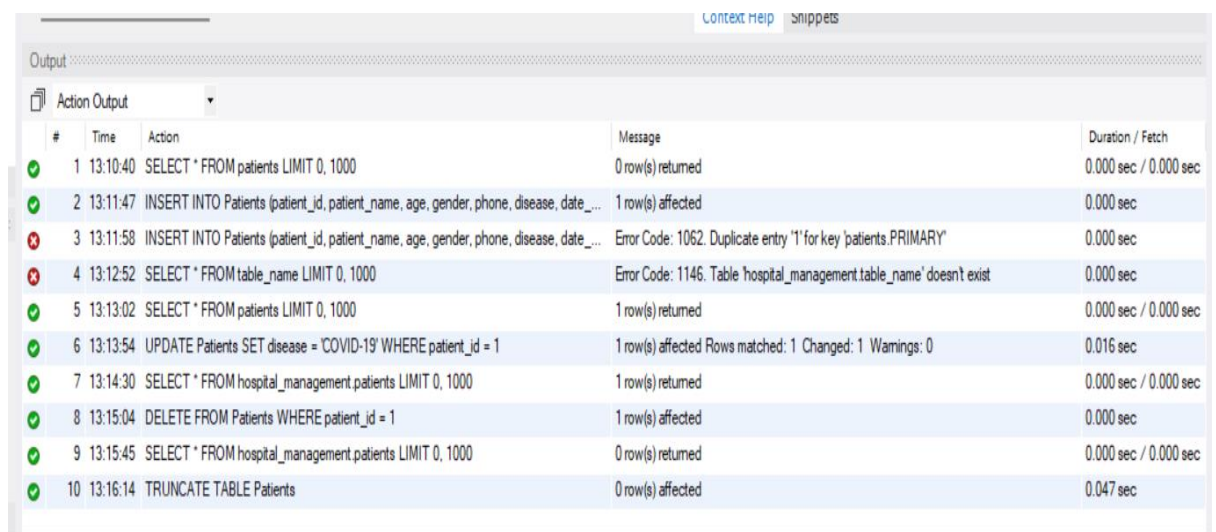 Context Help Snippets
Output
Action Output
# Time Action Message Duration / Fetch
1 13:10:40 SELECT * FROM patients LIMIT 0, 1000 0 row(s) returned 0.000 sec / 0.000 sec
2 13:11:47 INSERT INTO Patients (patient_id, patient_name, age, gender, phone, disease, date_... 1 row(s) affected 0.000 sec
3 13:11:58 INSERT INTO Patients (patient_id, patient_name, age, gender, phone, disease, date_... Error Code: 1062. Duplicate entry '1' for key 'patients.PRIMARY' 0.000 sec
4 13:12:52 SELECT * FROM table_name LIMIT 0, 1000 Error Code: 1146. Table 'hospital_management.table_name' doesn't exist 0.000 sec
5 13:13:02 SELECT * FROM patients LIMIT 0, 1000 1 row(s) returned 0.000 sec / 0.000 sec
6 13:13:54 UPDATE Patients SET disease = 'COVID-19' WHERE patient_id = 1 1 row(s) affected Rows matched: 1 Changed: 1 Warnings: 0 0.016 sec
7 13:14:30 SELECT * FROM hospital_management.patients LIMIT 0, 1000 1 row(s) returned 0.000 sec / 0.000 sec
8 13:15:04 DELETE FROM Patients WHERE patient_id = 1 1 row(s) affected 0.000 sec
9 13:15:45 SELECT * FROM hospital_management.patients LIMIT 0, 1000 0 row(s) returned 0.000 sec / 0.000 sec
10 13:16:14 TRUNCATE TABLE Patients 0 row(s) affected 0.047 sec